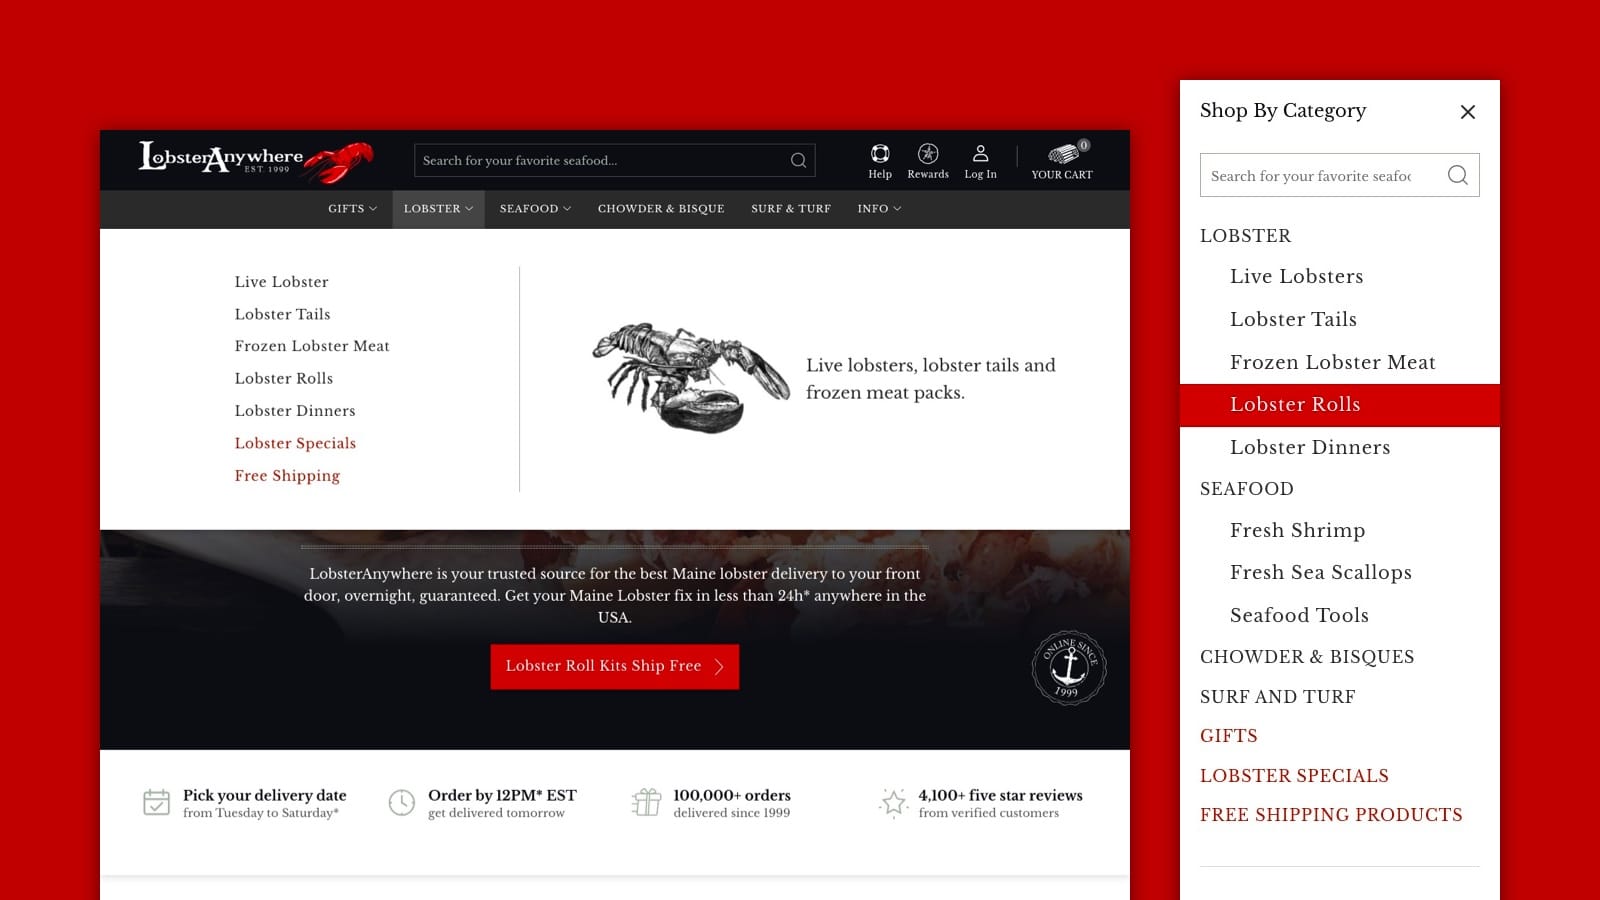 LobsterAnywhere
EST. 1999
Search for your favorite seafood...
Help
Rewards
Log In
0
YOUR CART
GIFTS
LOBSTER
SEAFOOD
CHOWDER & BISQUE
SURF & TURF
INFO
Live Lobster
Lobster Tails
Frozen Lobster Meat
Lobster Rolls
Lobster Dinners
Lobster Specials
Free Shipping
Live lobsters, lobster tails and
frozen meat packs.
LobsterAnywhere is your trusted source for the best Maine lobster delivery to your front
door, overnight, guaranteed. Get your Maine Lobster fix in less than 24h* anywhere in the
USA.
Lobster Roll Kits Ship Free
ONLINE SINCE
1999
Pick your delivery date
from Tuesday to Saturday*
Order by 12PM* EST
get delivered tomorrow
100,000+ orders
delivered since 1999
4,100+ five star reviews
from verified customers
Shop By Category
Search for your favorite seafo
LOBSTER
Live Lobsters
Lobster Tails
Frozen Lobster Meat
Lobster Rolls
Lobster Dinners
SEAFOOD
Fresh Shrimp
Fresh Sea Scallops
Seafood Tools
CHOWDER & BISQUES
SURF AND TURF
GIFTS
LOBSTER SPECIALS
FREE SHIPPING PRODUCTS